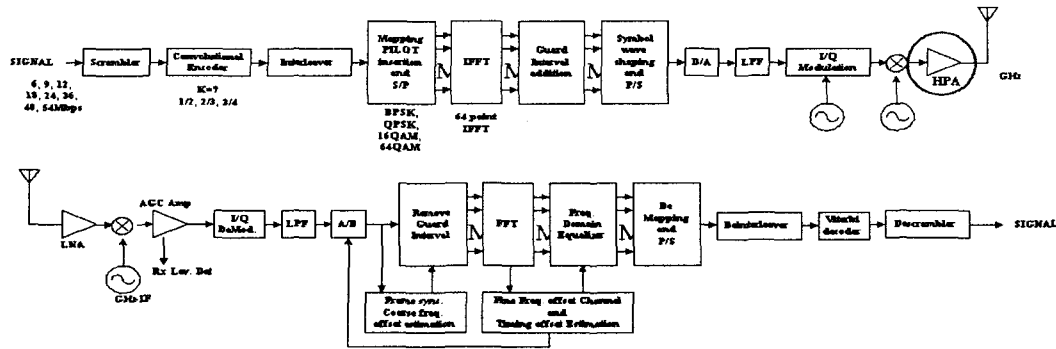 SIGNAL
6, 9, 12,
18, 24, 36,
48, 54Mbps
Scrambler
Convolutional
Encoder
K=7
1/2, 2/3, 3/4
Interleaver
Mapping
PILOT
insertion
and
S/P
M
BPSK,
QPSK,
16QAM,
64QAM
IFFT
M
64 point
IFFT
Guard
Interval
addition
M
Symbol
wave
shaping
and
P/S
D/A
LPF
I/Q
Modulation
HPA
GHz
LNA
GHz IF
AGC Amp
Rx Lev. Det
I/Q
DeMod.
LPF
A/D
Remove
Guard
Interval
M
FFT
M
Freq.
Domain
Equalizer
M
De
Mapping
and
P/S
Deinterleaver
Viterbi
decoder
Descrambler
SIGNAL
Frame sync.
Coarse freq.
offset estimation
Fine Freq. offset Channel
and
Timing offset Estimation